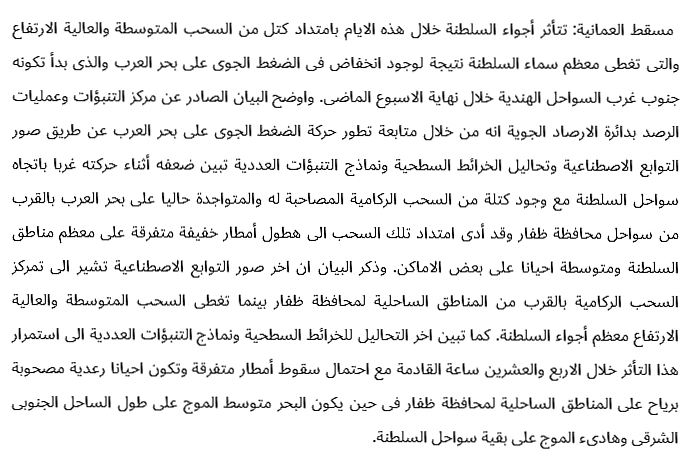 مسقط العمانية: تتأثر أجواء السلطنة خلال هذه الايام بامتداد كتل من السحب المتوسطة والعالية الارتفاع
والتى تغطى معظم سماء السلطنة نتيجة لوجود انخفاض فى الضغط الجوى على بحر العرب والذى بدأ تكونه
جنوب غرب السواحل الهندية خلال نهاية الاسبوع الماضى. واوضح البيان الصادر عن مركز التنبؤات وعمليات
الرصد بدائرة الارصاد الجوية انه من خلال متابعة تطور حركة الضغط الجوى على بحر العرب عن طريق صور
التوابع الاصطناعية وتحاليل الخرائط السطحية ونماذج التنبؤات العددية تبين ضعفه أثناء حركته غربا باتجاه
سواحل السلطنة مع وجود كتلة من السحب الركامية المصاحبة له والمتواجدة حاليا على بحر العرب بالقرب
من سواحل محافظة ظفار وقد أدى امتداد تلك السحب الى هطول أمطار خفيفة متفرقة على معظم مناطق
السلطنة ومتوسطة احيانا على بعض الاماكن. وذكر البيان ان اخر صور التوابع الاصطناعية تشير الى تمركز
السحب الركامية بالقرب من المناطق الساحلية لمحافظة ظفار بينما تغطى السحب المتوسطة والعالية
الارتفاع معظم أجواء السلطنة. كما تبين اخر التحاليل للخرائط السطحية ونماذج التنبؤات العددية الى استمرار
هذا التأثر خلال الاربع والعشرين ساعة القادمة مع احتمال سقوط أمطار متفرقة وتكون احيانا رعدية مصحوبة
برياح على المناطق الساحلية لمحافظة ظفار فى حين يكون البحر متوسط الموج على طول الساحل الجنوبى
الشرقى وهادىء الموج على بقية سواحل السلطنة.